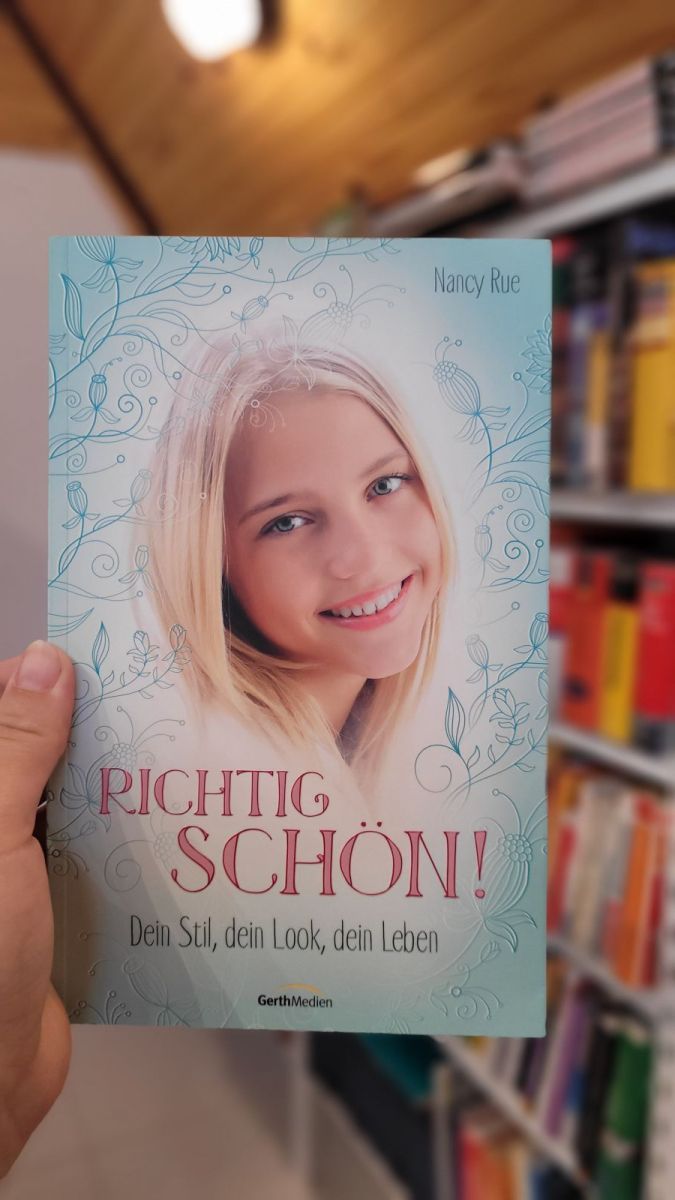 Nancy Rue
RICHTIG
SCHÖN!
Dein Stil, dein Look, dein Leben
GerthMedien